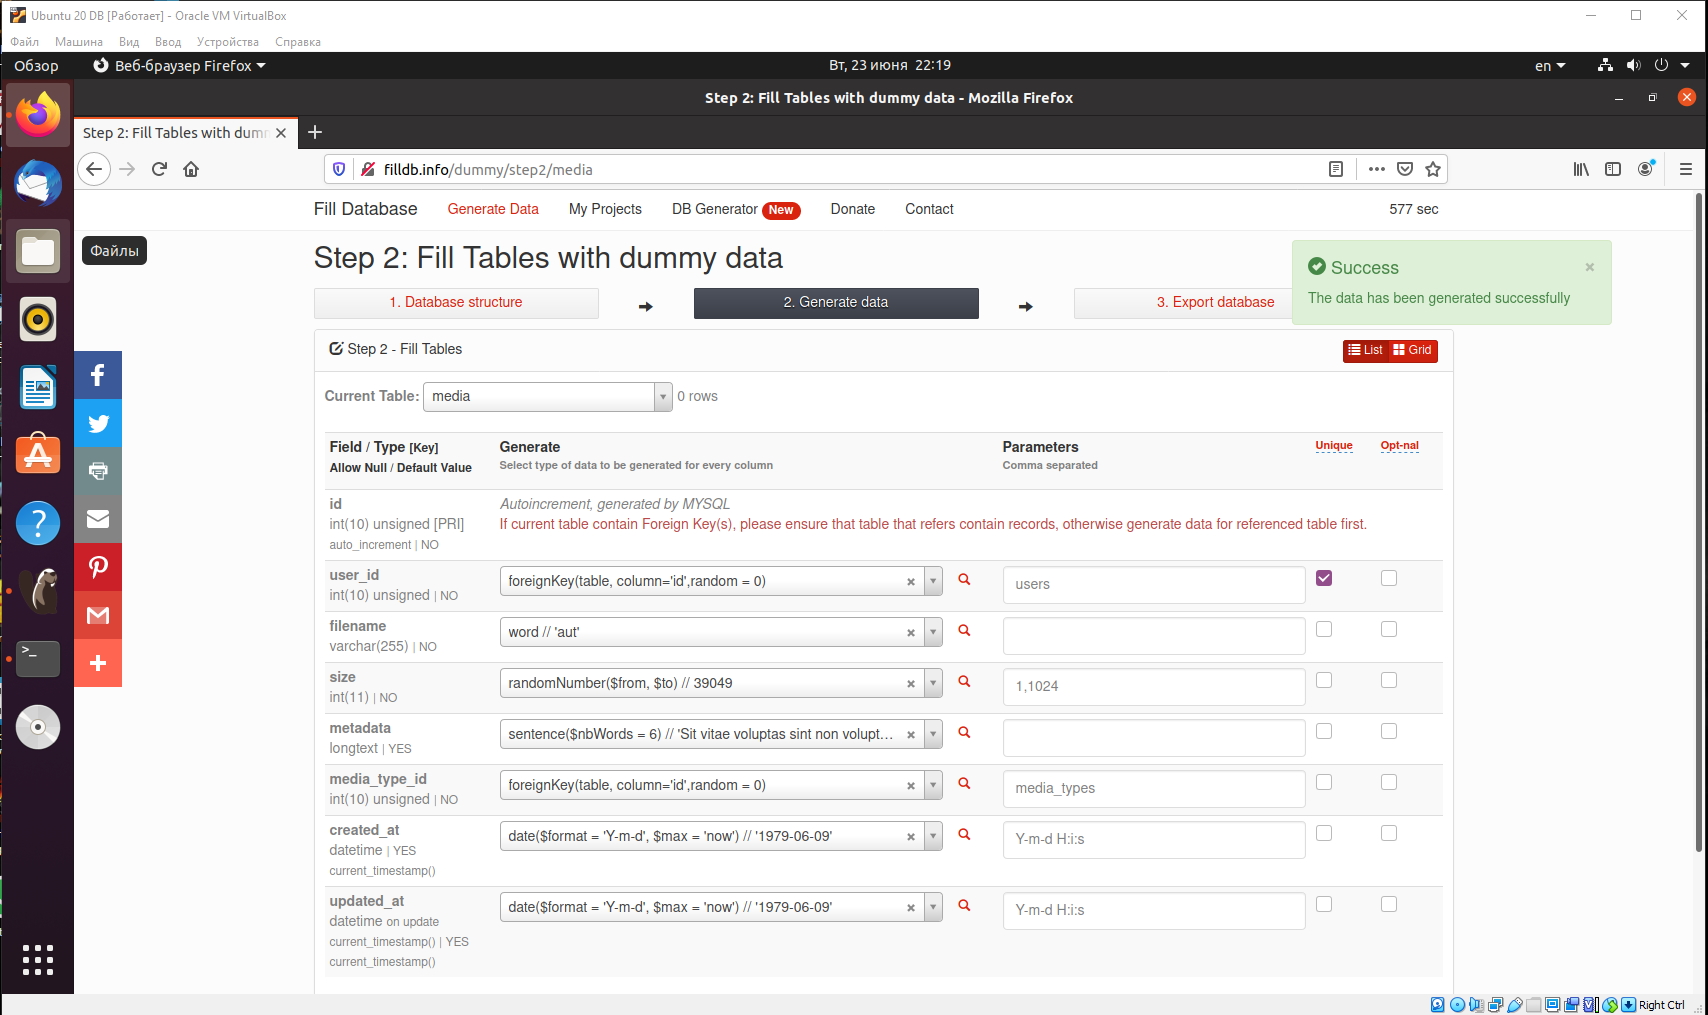 Ubuntu 20 DB [Работает] - Oracle VM VirtualBox
Файл Машина Вид Ввод Устройства Справка
Обзор Веб-браузер Firefox Вт, 23 июня 22:19 en
Step 2: Fill Tables with dummy data - Mozilla Firefox
Step 2: Fill Tables with dumm
filldb.info/dummy/step2/media
Fill Database Generate Data My Projects DB Generator New Donate Contact 577 sec
Файлы
Step 2: Fill Tables with dummy data
Success
The data has been generated successfully
1. Database structure 2. Generate data 3. Export database
Step 2 - Fill Tables List Grid
Current Table: media 0 rows
Field / Type [Key] Generate Parameters Unique Opt-nal
Allow Null / Default Value Select type of data to be generated for every column Comma separated
id Autoincrement, generated by MYSQL
int(10) unsigned [PRI] If current table contain Foreign Key(s), please ensure that table that refers contain records, otherwise generate data for referenced table first.
auto_increment | NO
user_id foreignKey(table, column='id',random = 0) users
int(10) unsigned | NO
filename word // 'aut'
varchar(255) | NO
size randomNumber($from, $to) // 39049 1,1024
int(11) | NO
metadata sentence($nbWords = 6) // 'Sit vitae voluptas sint non volupt...
longtext | YES
media_type_id foreignKey(table, column='id',random = 0) media_types
int(10) unsigned | NO
created_at date($format = 'Y-m-d', $max = 'now') // '1979-06-09' Y-m-d H:i:s
datetime | YES
current_timestamp()
updated_at date($format = 'Y-m-d', $max = 'now') // '1979-06-09' Y-m-d H:i:s
datetime on update
current_timestamp() | YES
current_timestamp()
Right Ctrl